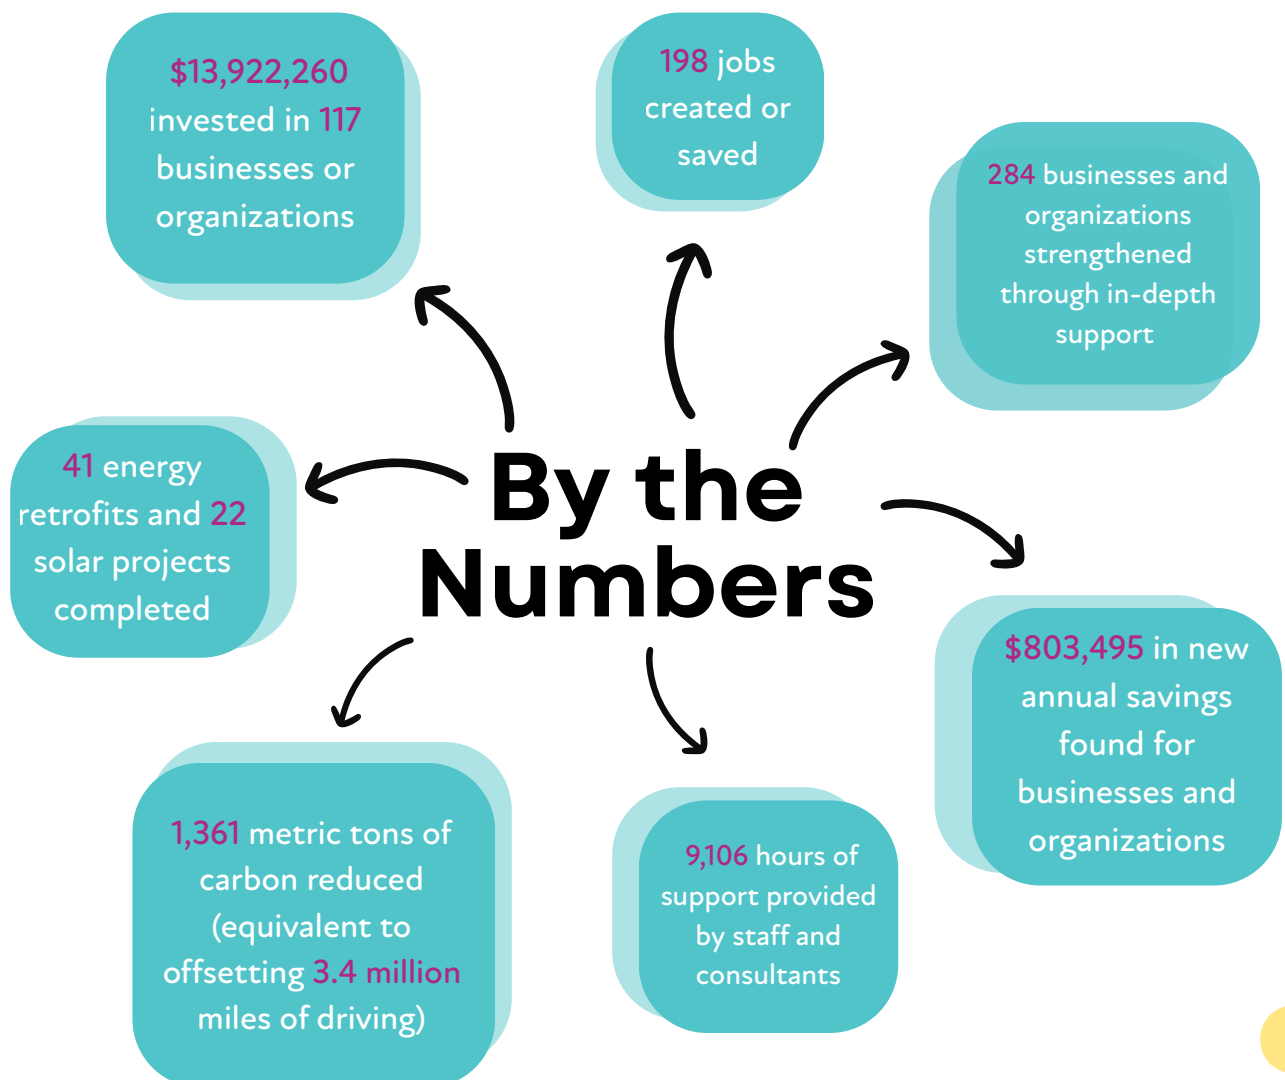 $13,922,260
invested in 117
businesses or
organizations
198 jobs
created or
saved
284 businesses and
organizations
strengthened
through in-depth
support
41 energy
retrofits and 22
solar projects
completed
By the
Numbers
$803,495 in new
annual savings
found for
businesses and
organizations
1,361 metric tons of
carbon reduced
(equivalent to
offsetting 3.4 million
miles of driving)
9,106 hours of
support provided
by staff and
consultants